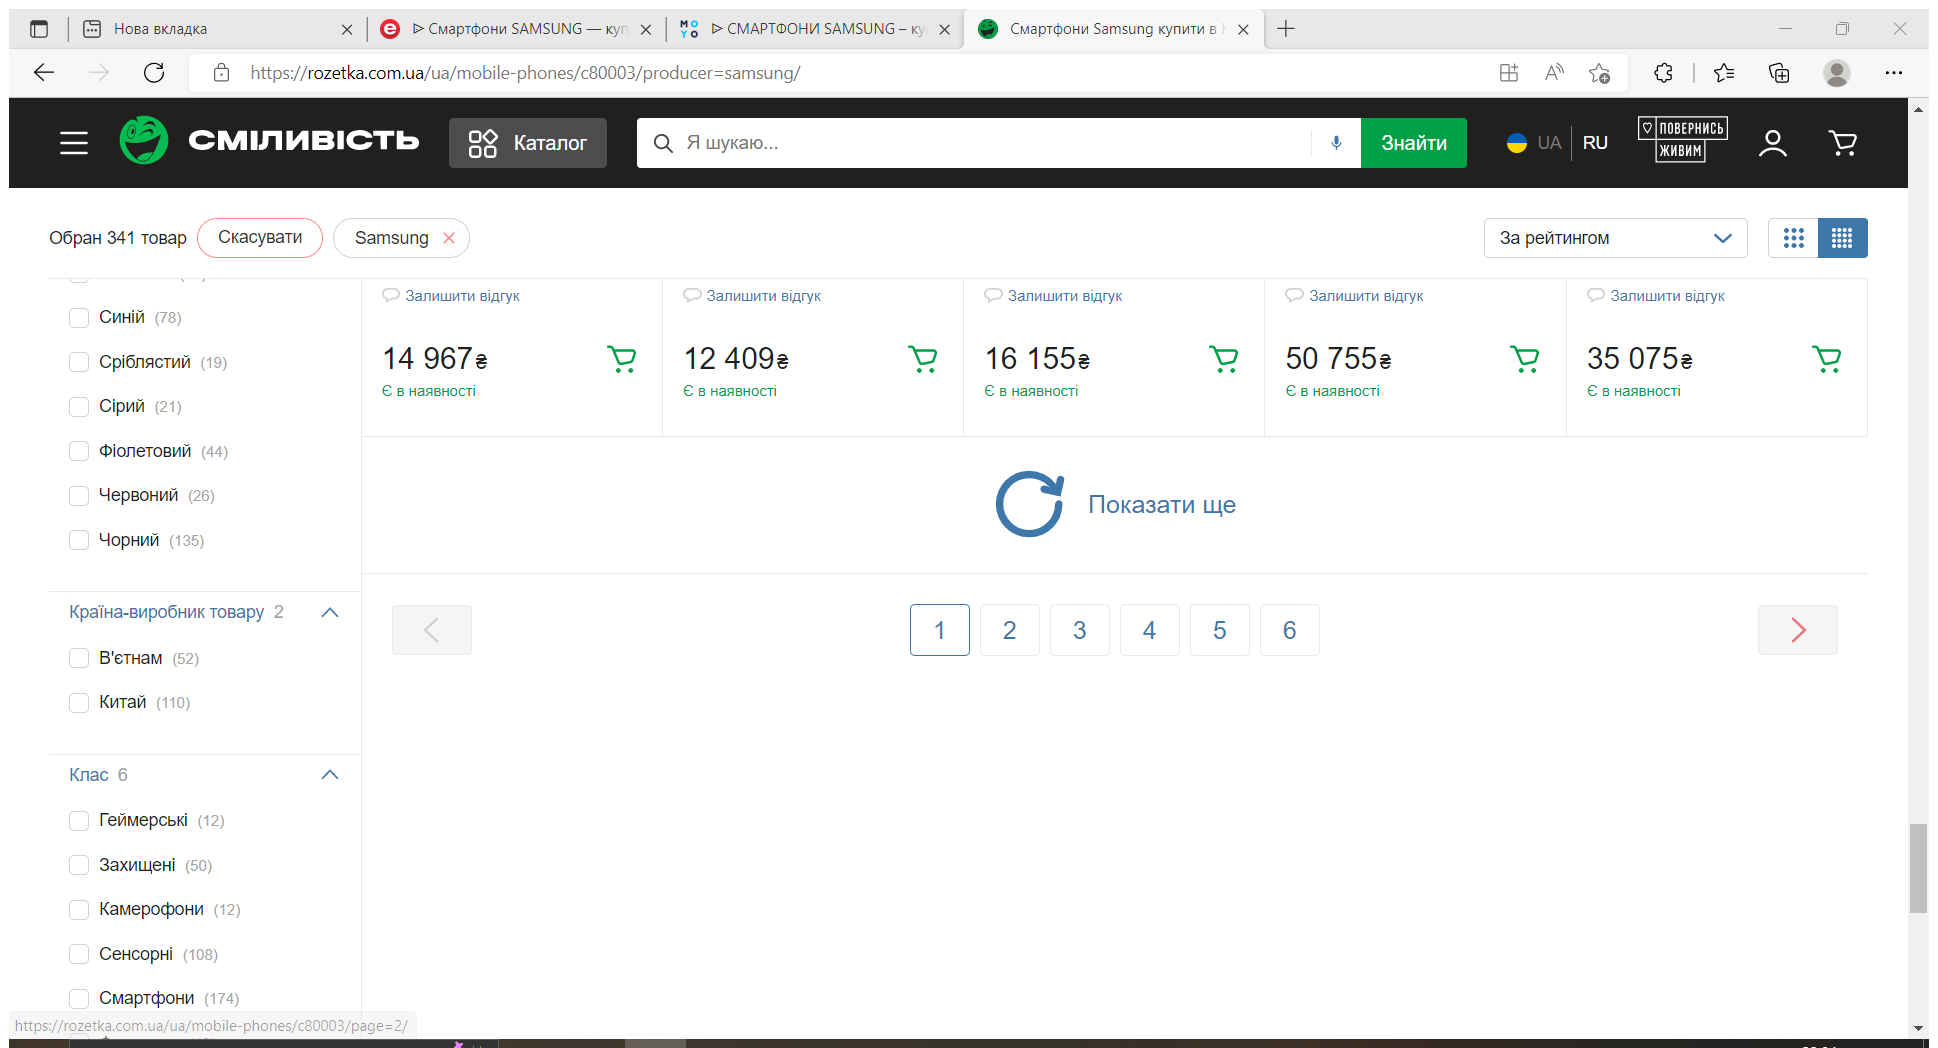 Нова вкладка
Смартфони SAMSUNG — куп
СМАРТФОНИ SAMSUNG – ку
Смартфони Samsung купити в К
https://rozetka.com.ua/ua/mobile-phones/c80003/producer=samsung/
СМІЛИВІСТЬ
Каталог
Я шукаю...
Знайти
UA
RU
ПОВЕРНИСЬ
ЖИВИМ
Обран 341 товар
Скасувати
Samsung
За рейтингом
Залишити відгук
Залишити відгук
Залишити відгук
Залишити відгук
Залишити відгук
14 967₴
12 409₴
16 155₴
50 755₴
35 075₴
Є в наявності
Є в наявності
Є в наявності
Є в наявності
Є в наявності
Показати ще
1 2 3 4 5 6
Синій (78)
Сріблястий (19)
Сірий (21)
Фіолетовий (44)
Червоний (26)
Чорний (135)
Країна-виробник товару 2
В'єтнам (52)
Китай (110)
Клас 6
Геймерські (12)
Захищені (50)
Камерофони (12)
Сенсорні (108)
Смартфони (174)
https://rozetka.com.ua/ua/mobile-phones/c80003/page=2/